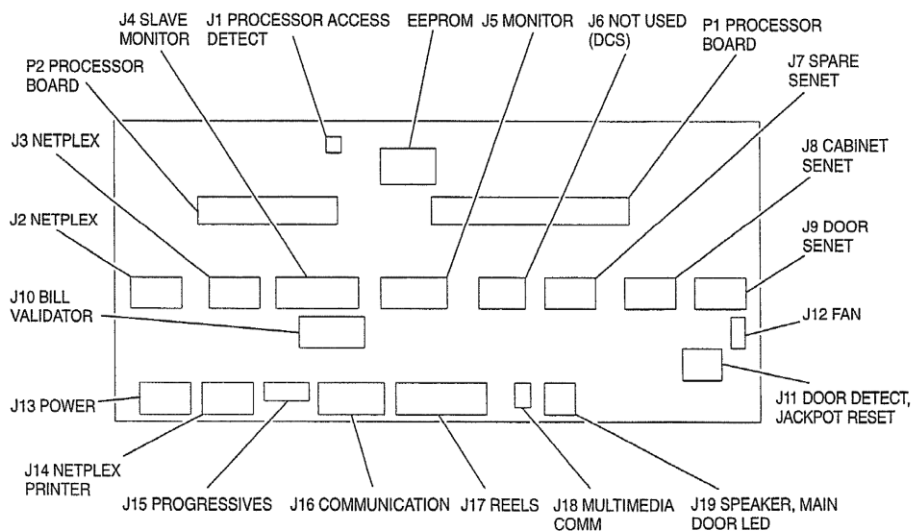 J4 SLAVE
MONITOR
J1 PROCESSOR ACCESS
DETECT
EEPROM
J5 MONITOR
J6 NOT USED
(DCS)
P1 PROCESSOR
BOARD
P2 PROCESSOR
BOARD
J7 SPARE
SENET
J3 NETPLEX
J8 CABINET
SENET
J2 NETPLEX
J9 DOOR
SENET
J10 BILL
VALIDATOR
J12 FAN
J13 POWER
J11 DOOR DETECT,
JACKPOT RESET
J14 NETPLEX
PRINTER
J15 PROGRESSIVES
J16 COMMUNICATION
J17 REELS
J18 MULTIMEDIA
COMM
J19 SPEAKER, MAIN
DOOR LED